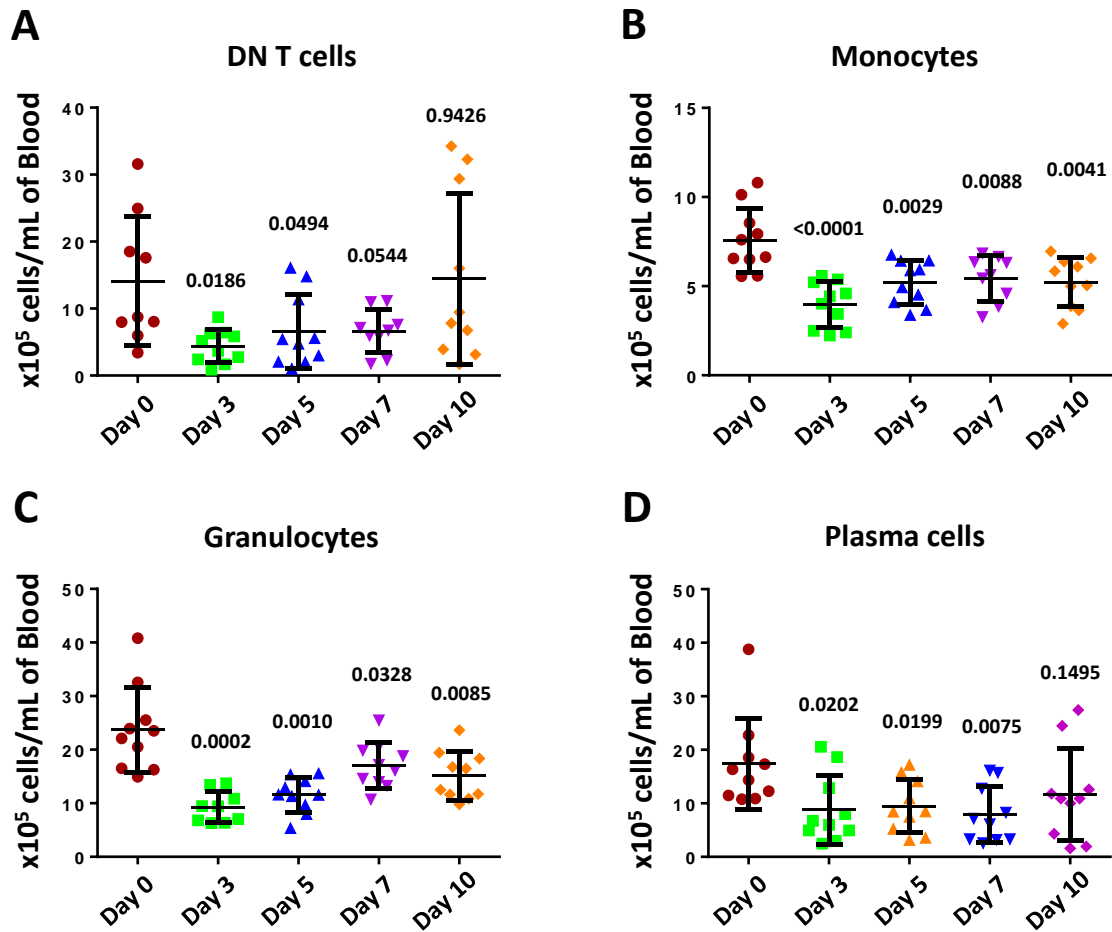 A
DN T cells
x10⁵ cells/mL of Blood
40
30
20
10
0
0.0186
0.0494
0.0544
0.9426
Day 0
Day 3
Day 5
Day 7
Day 10
B
Monocytes
x10⁵ cells/mL of Blood
15
10
5
0
<0.0001
0.0029
0.0088
0.0041
Day 0
Day 3
Day 5
Day 7
Day 10
C
Granulocytes
x10⁵ cells/mL of Blood
50
40
30
20
10
0
0.0002
0.0010
0.0328
0.0085
Day 0
Day 3
Day 5
Day 7
Day 10
D
Plasma cells
x10⁵ cells/mL of Blood
50
40
30
20
10
0
0.0202
0.0199
0.0075
0.1495
Day 0
Day 3
Day 5
Day 7
Day 10